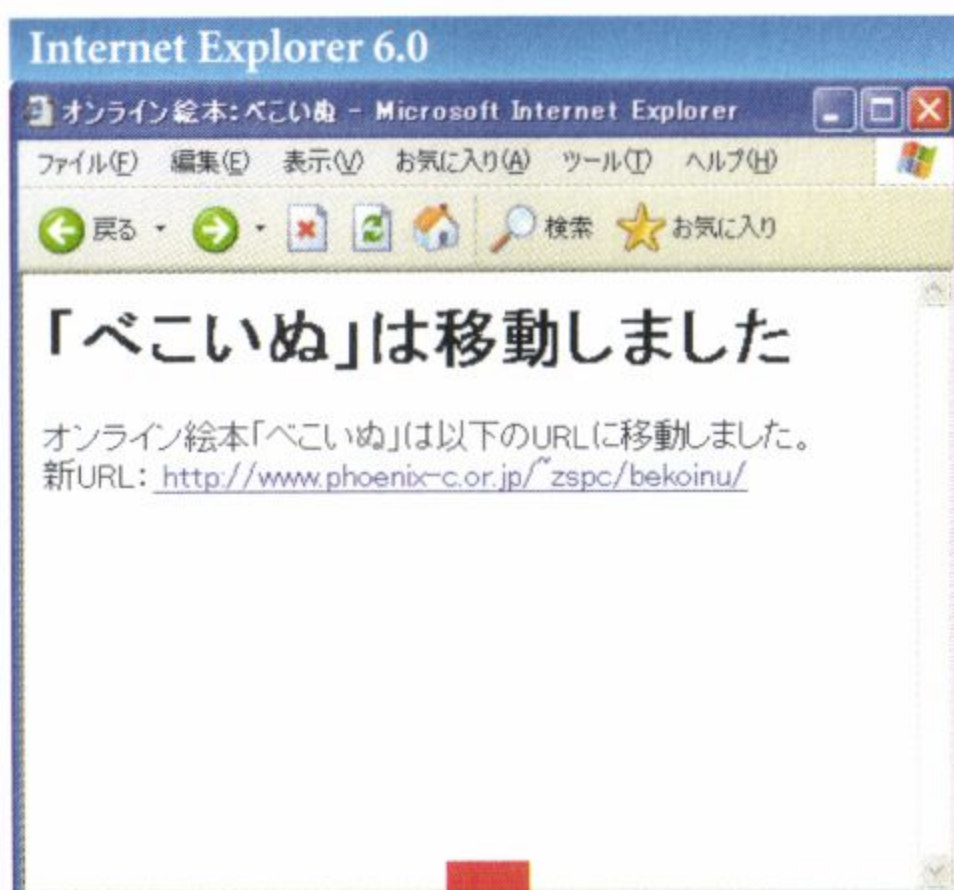 Internet Explorer 6.0
オンライン絵本:べこいぬ - Microsoft Internet Explorer
ファイル(F) 編集(E) 表示(V) お気に入り(A) ツール(T) ヘルプ(H)
戻る 検索 お気に入り
「べこいぬ」は移動しました
オンライン絵本「べこいぬ」は以下のURLに移動しました。
新URL: http://www.phoenix-c.or.jp/~zspc/bekoinu/